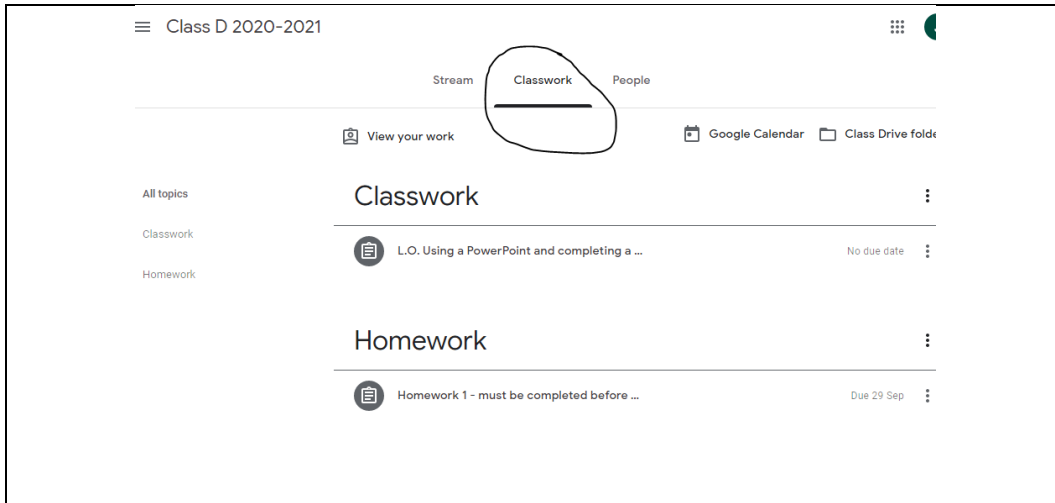 Class D 2020-2021
Stream Classwork People
View your work Google Calendar Class Drive folde
All topics
Classwork
Homework
Classwork
L.O. Using a PowerPoint and completing a ... No due date
Homework
Homework 1 - must be completed before ... Due 29 Sep